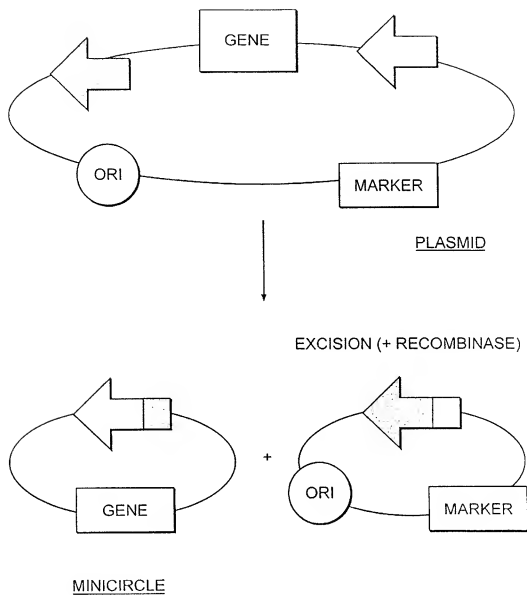 GENE
ORI
MARKER
PLASMID
EXCISION (+ RECOMBINASE)
+
GENE
ORI
MARKER
MINICIRCLE